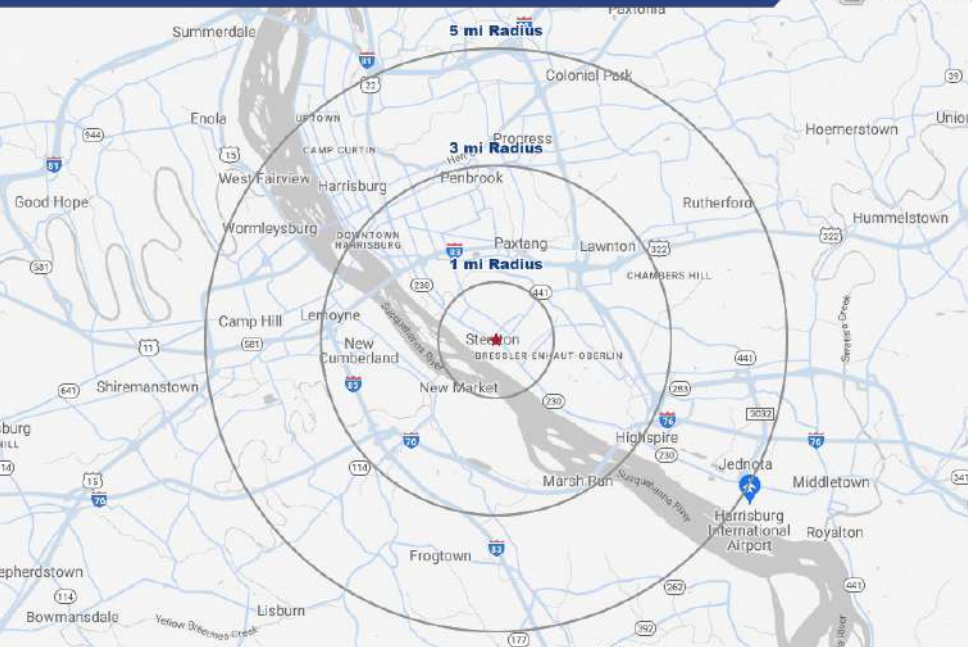 Paxtonia
Summerdale
5 mi Radius
81
22
Colonial Park
39
Enola
UPTOWN
944
Progress
Hoernerstown
15
CAMP CURTIN
3 mi Radius
81
West Fairview
Harrisburg
Penbrook
Good Hope
Rutherford
Hummelstown
Wormleysburg
DOWNTOWN
HARRISBURG
83
Paxtang
Lawnton
322
322
581
1 mi Radius
CHAMBERS HILL
230
441
Camp Hill
Lemoyne
Susquehanna River
Swatara Creek
11
581
New
Cumberland
BRESSLER-ENHAUT-OBERLIN
441
641
Shiremanstown
83
New Market
283
230
3032
76
76
76
Highspire
114
230
Jednota
15
76
Marsh Run
Susquehanna River
Middletown
341
Harrisburg
International
Airport
Royalton
Frogtown
83
262
441
114
Bowmansdale
Lisburn
Yellow Breeches Creek
392
177